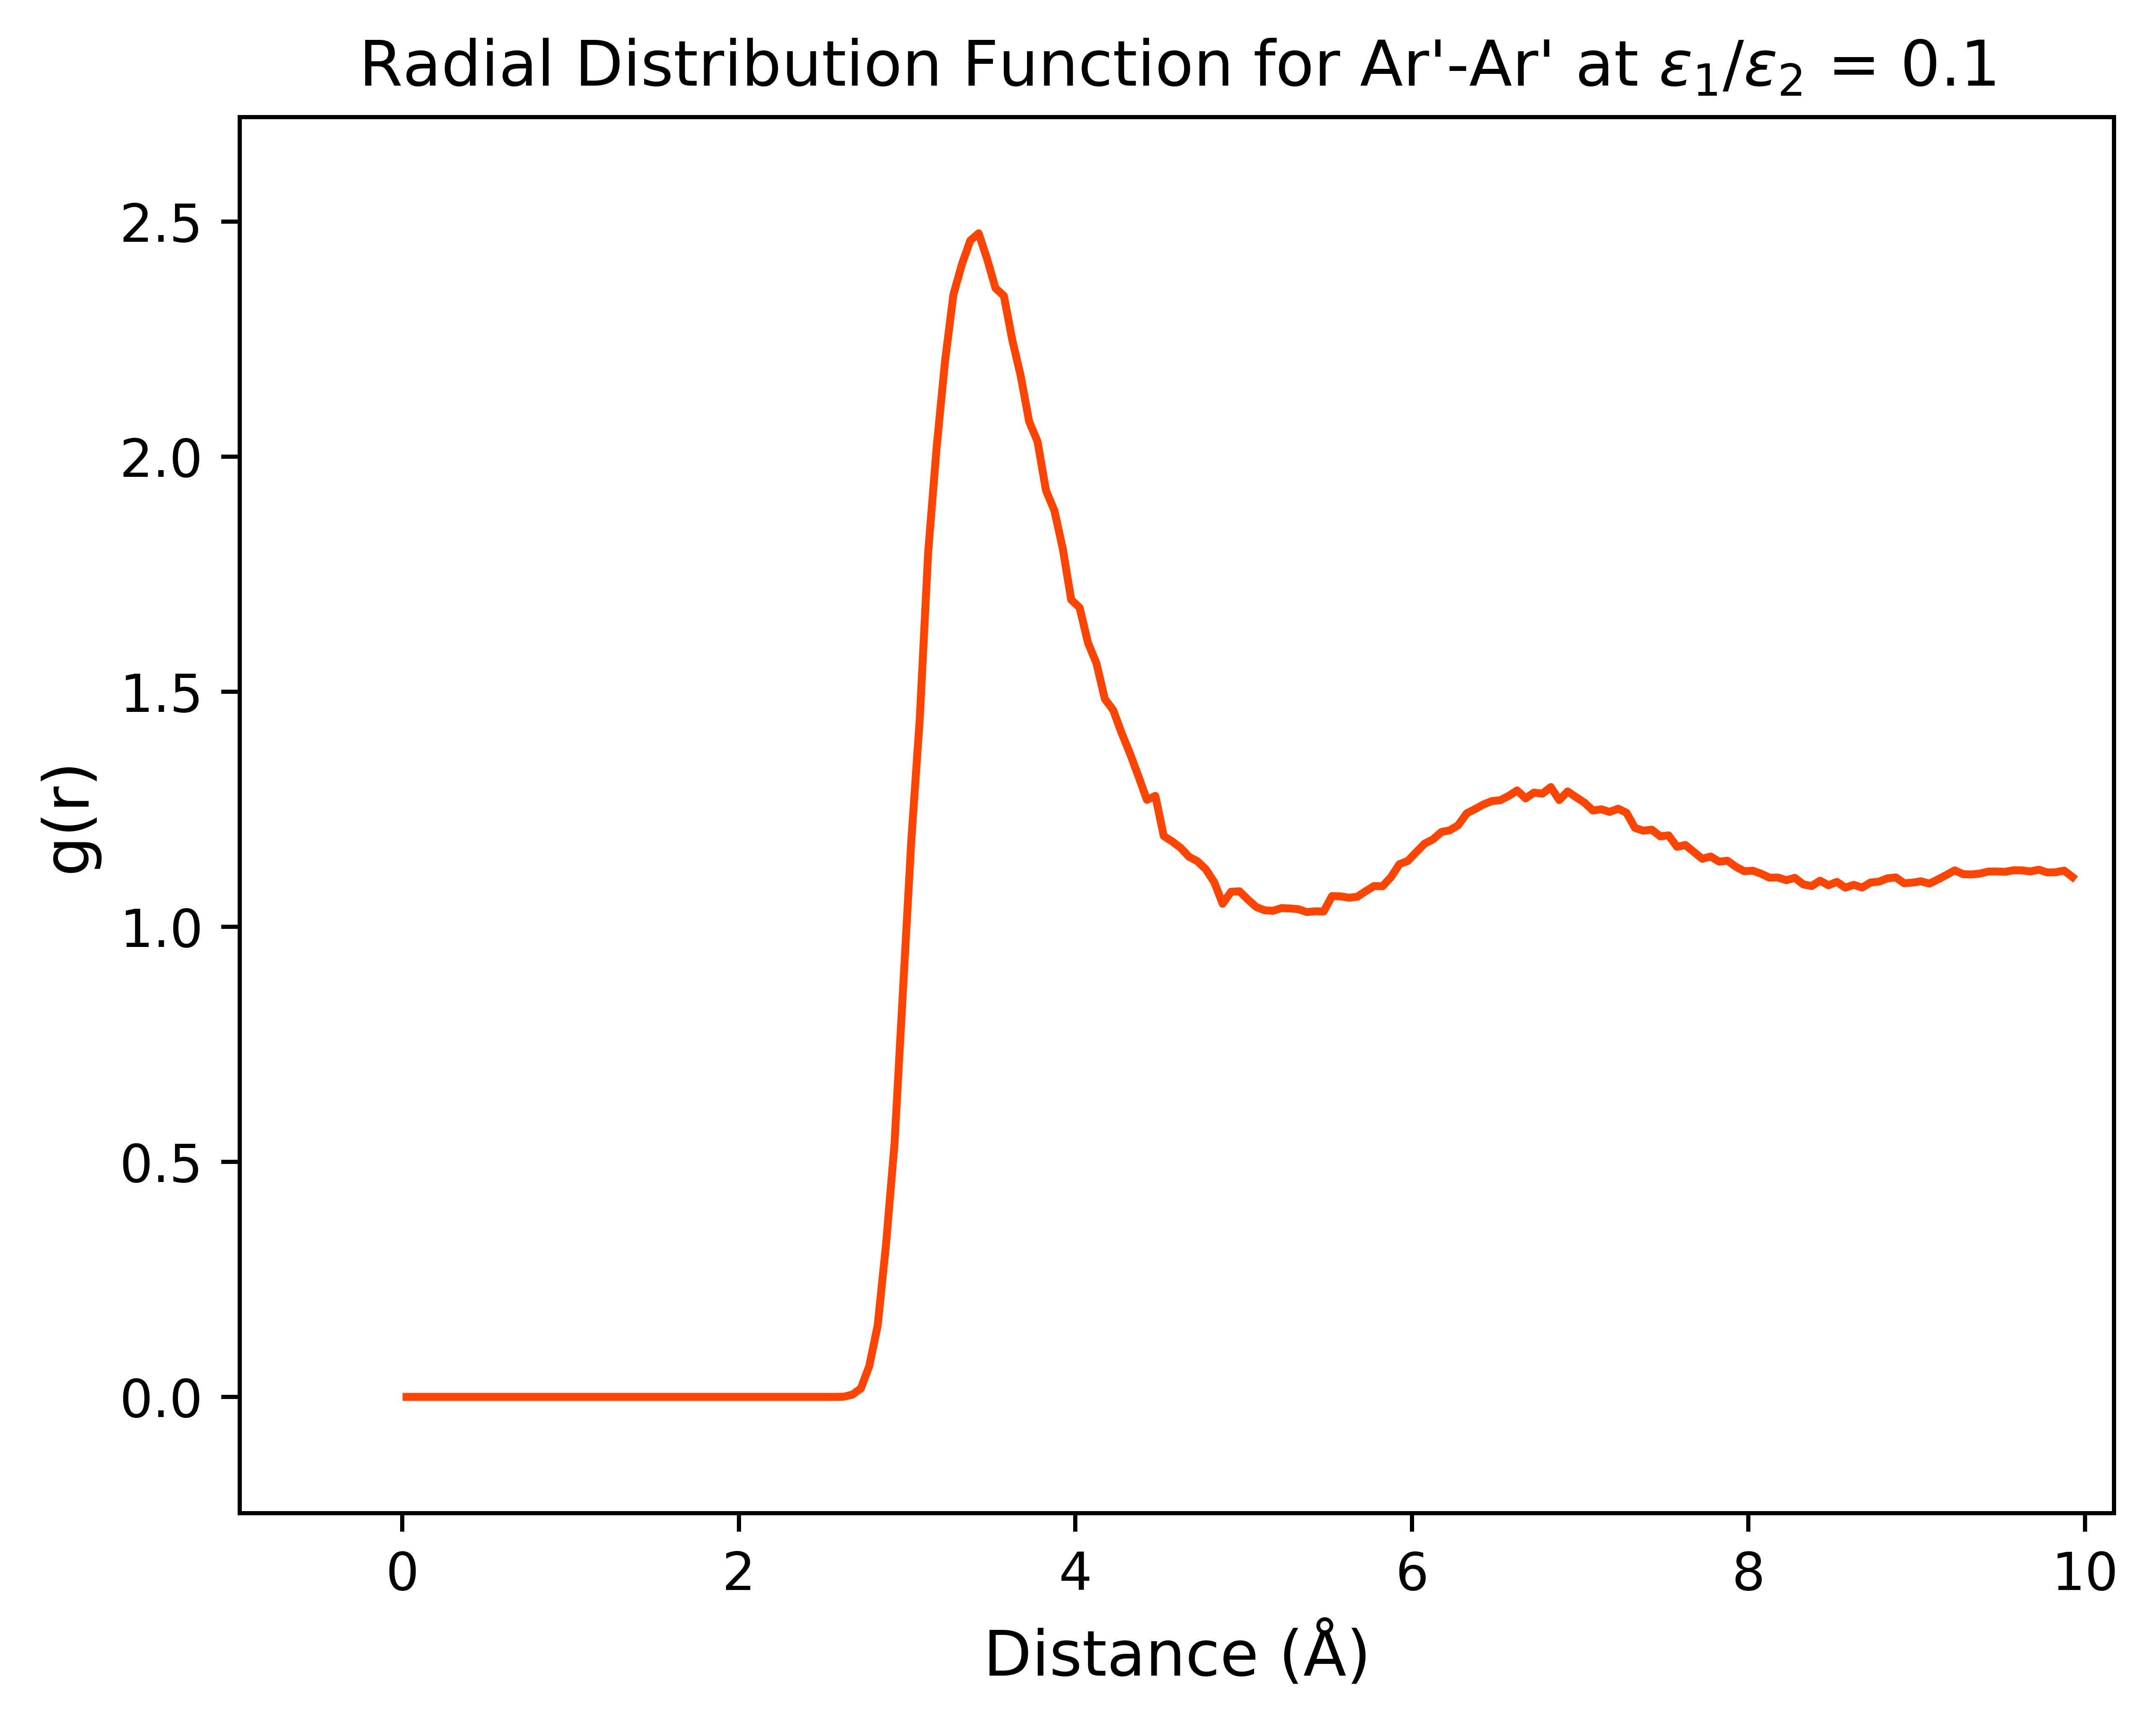 Radial Distribution Function for Ar'-Ar' at ε₁/ε₂ = 0.1
2.5
2.0
1.5
1.0
0.5
0.0
g(r)
0 2 4 6 8 10
Distance (Å)